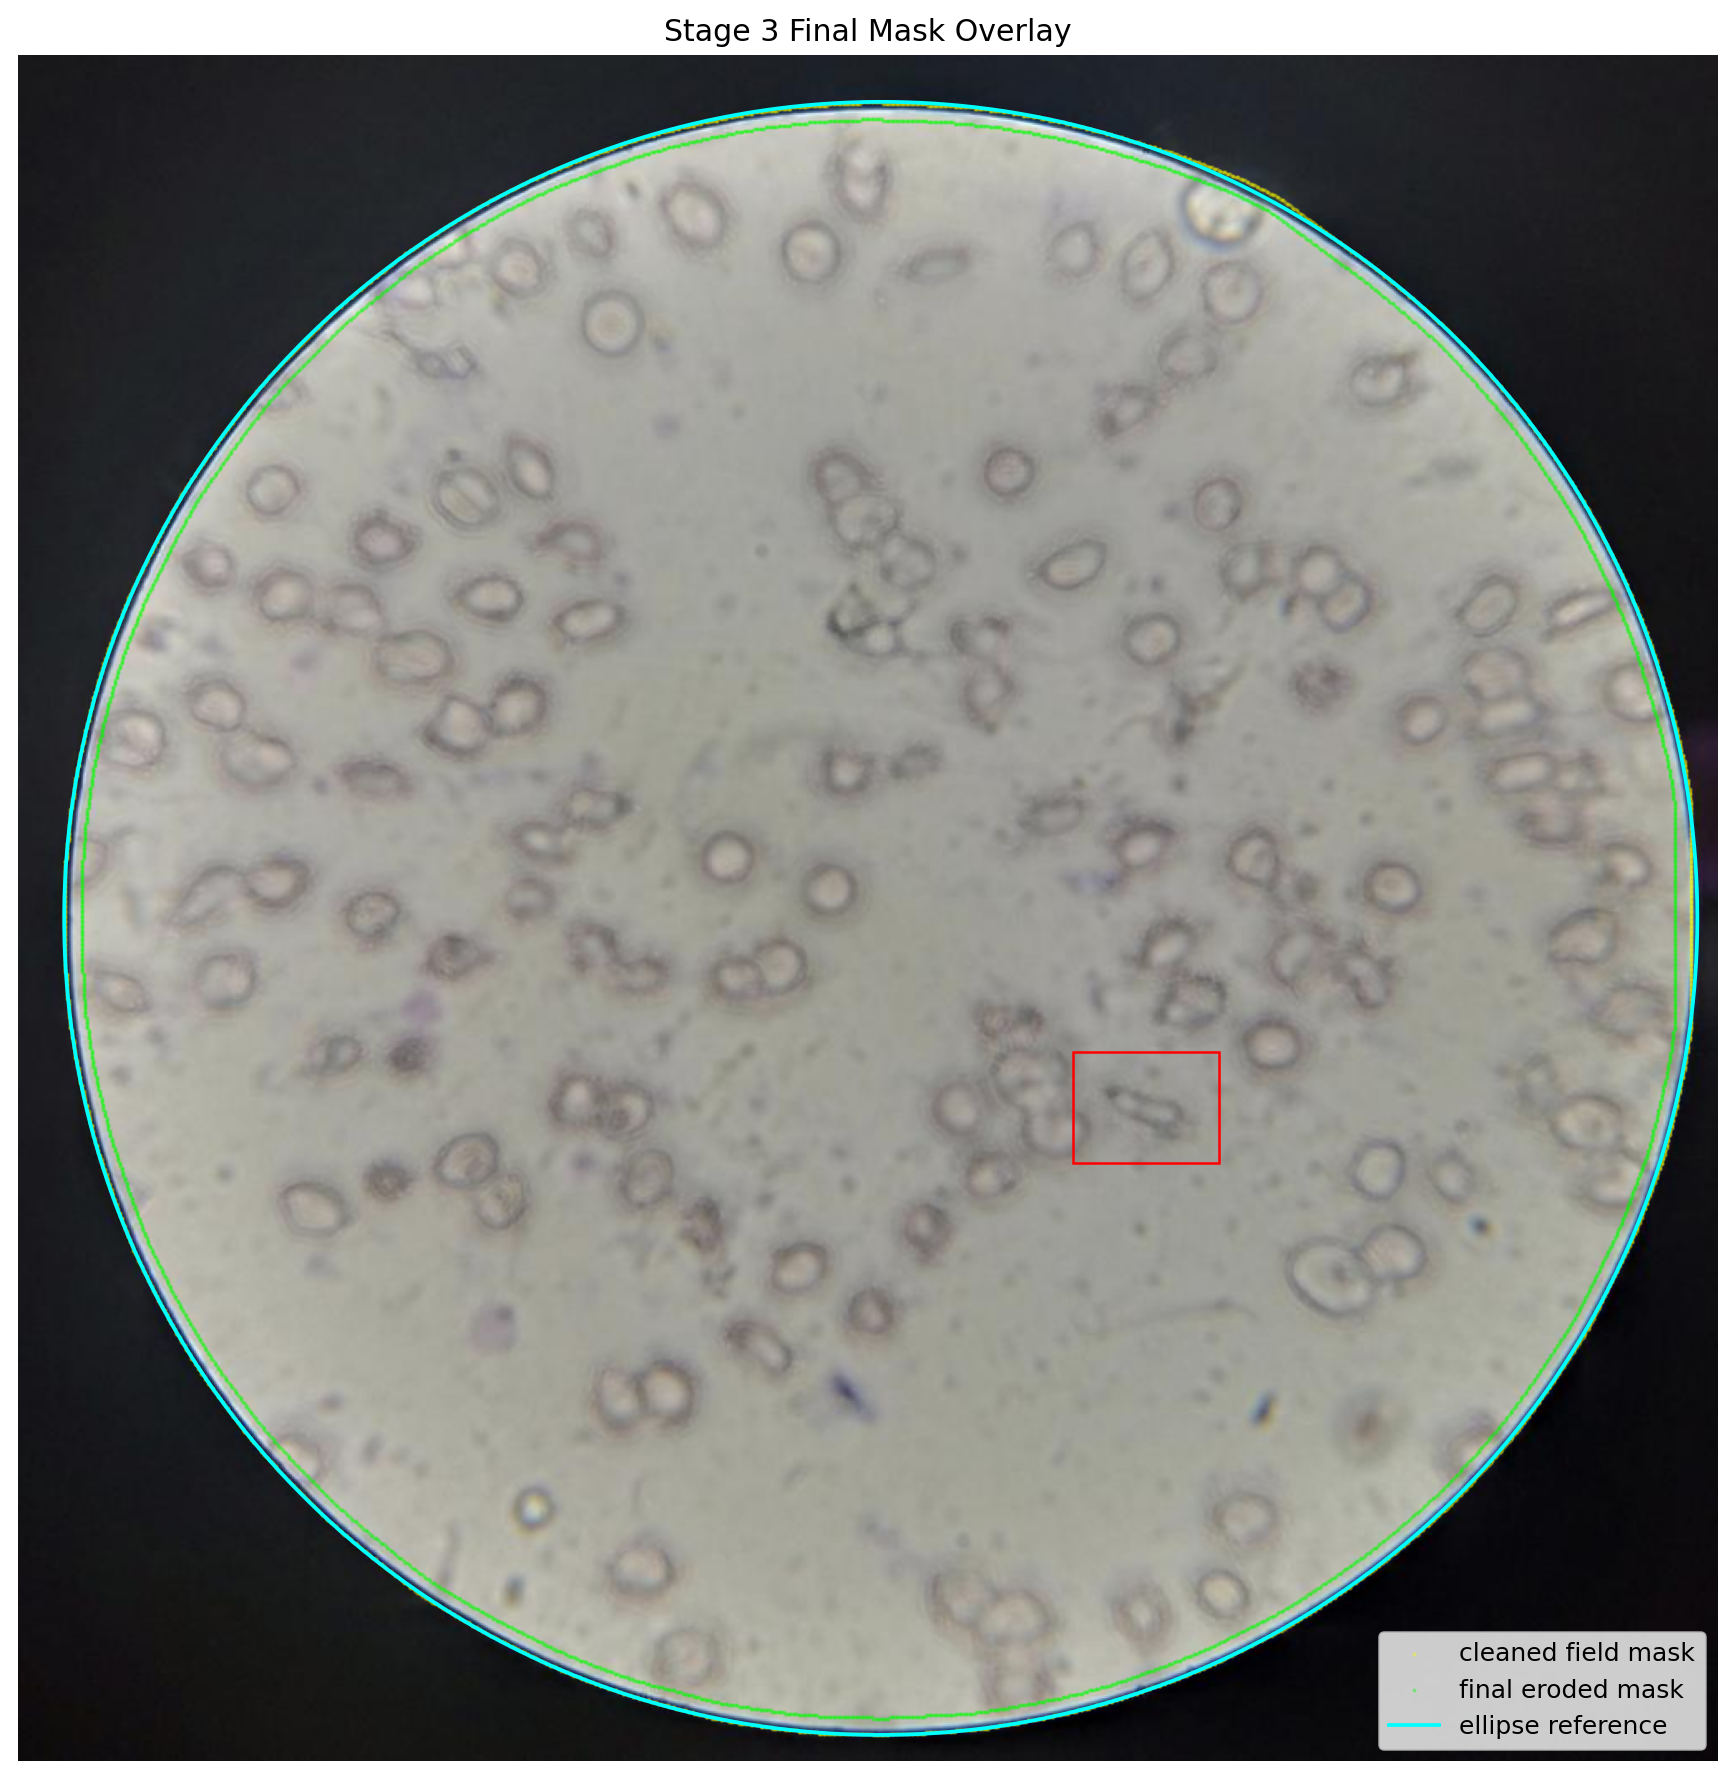 Stage 3 Final Mask Overlay
cleaned field mask
final eroded mask
ellipse reference